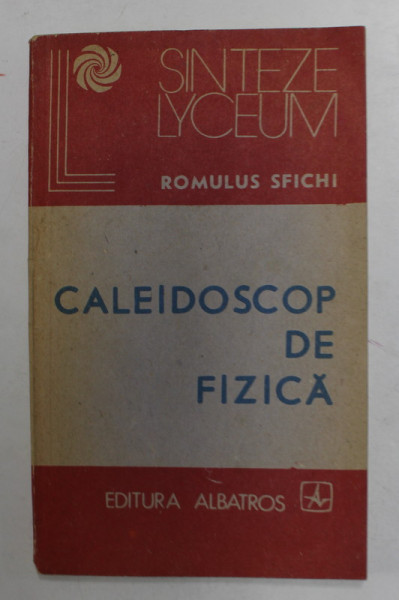 SINTEZE
LYCEUM
ROMULUS SFICHI
CALEIDOSCOP
DE
FIZICĂ
EDITURA ALBATROS